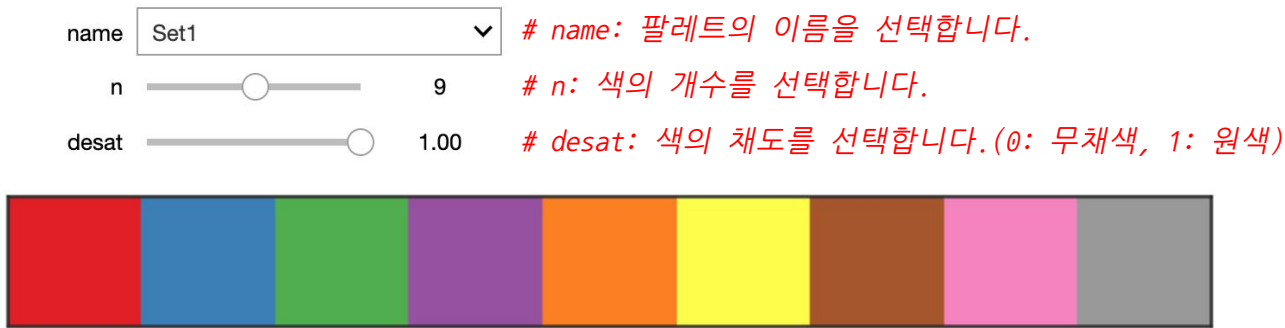 name Set1 # name: 팔레트의 이름을 선택합니다.
n 9 # n: 색의 개수를 선택합니다.
desat 1.00 # desat: 색의 채도를 선택합니다.(0: 무채색, 1: 원색)